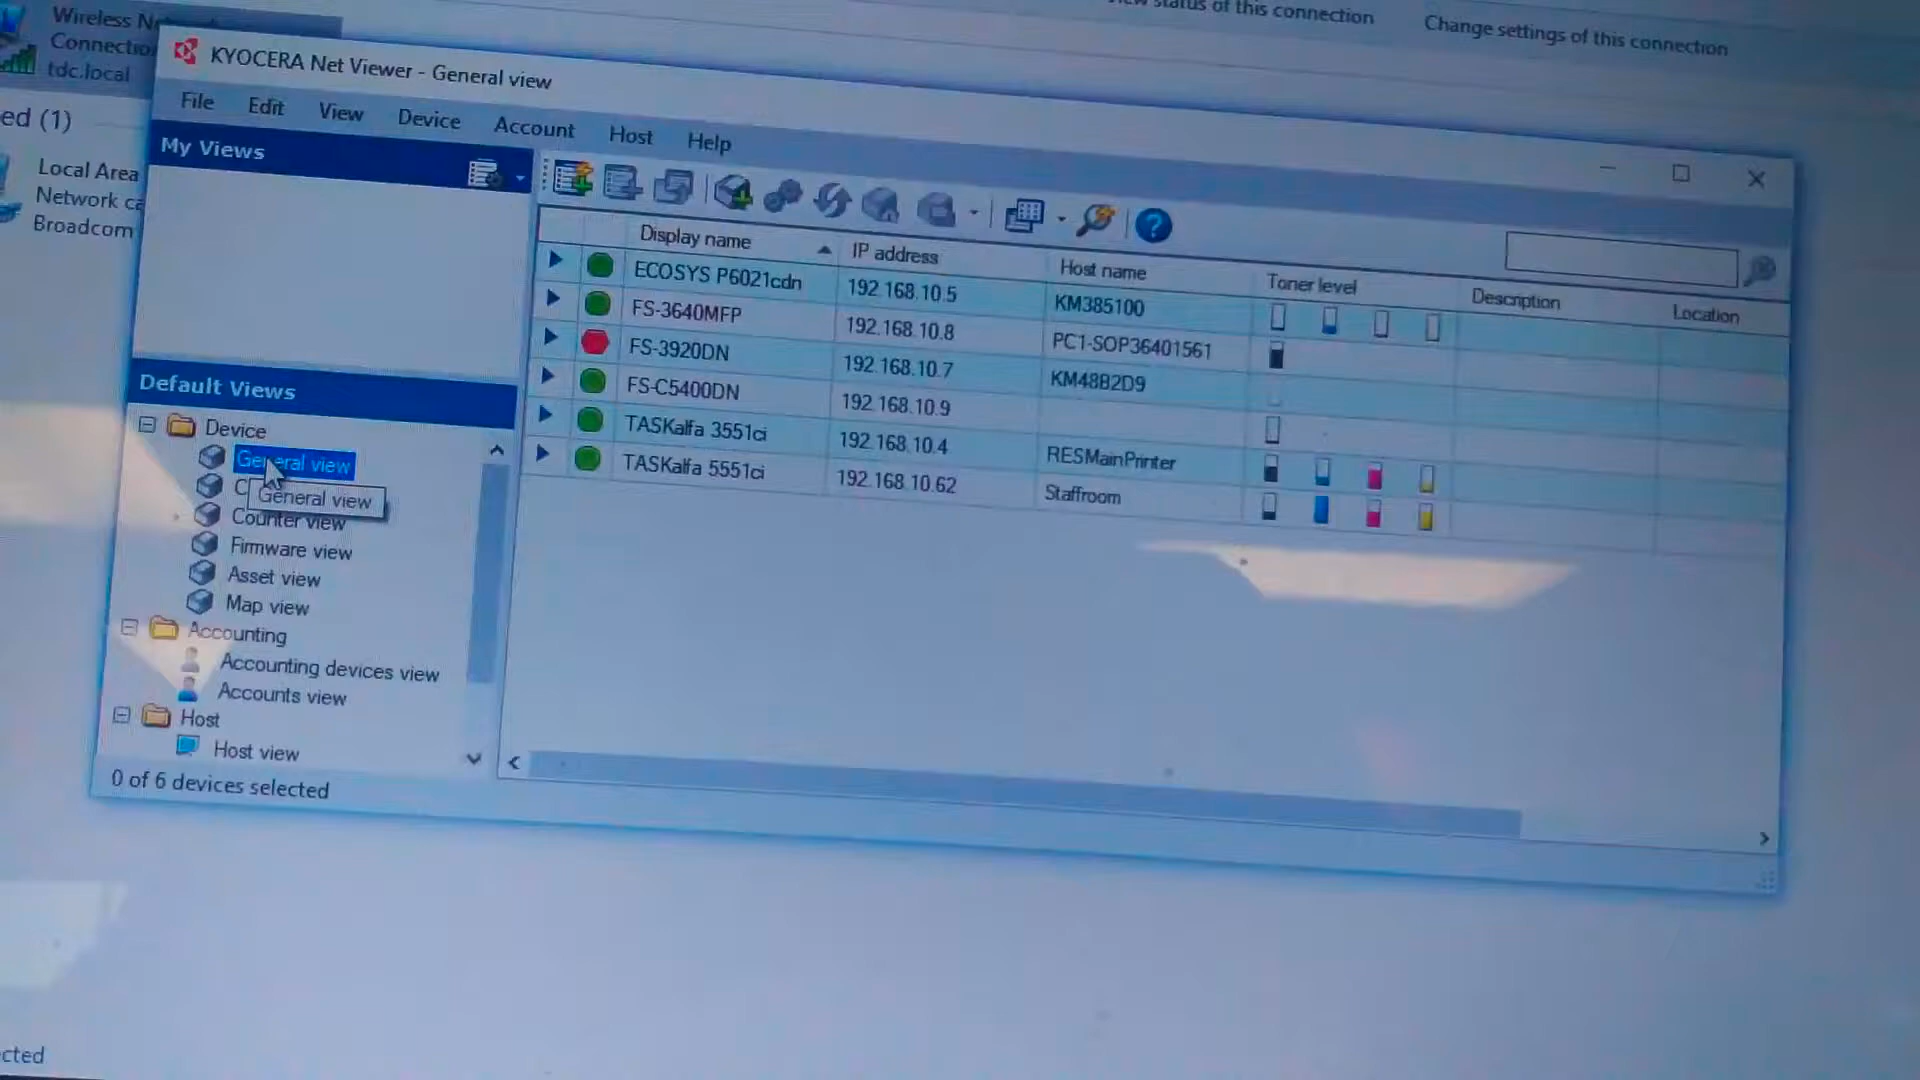 Wireless Ne
Connectio
tdc.local
status of this connection
Change settings of this connection
ed (1)
Local Area
Network ca
Broadcom
KYOCERA Net Viewer - General view
File Edit View Device Account Host Help
My Views
Default Views
Device
General view
General view
Counter view
Firmware view
Asset view
Map view
Accounting
Accounting devices view
Accounts view
Host
Host view
0 of 6 devices selected
Display name IP address Host name Toner level Description Location
ECOSYS P6021cdn 192.168.10.5 KM385100
FS-3640MFP 192.168.10.8 PC1-SOP36401561
FS-3920DN 192.168.10.7 KM48B2D9
FS-C5400DN 192.168.10.9
TASKalfa 3551ci 192.168.10.4 RESMainPrinter
TASKalfa 5551ci 192.168.10.62 Staffroom
cted